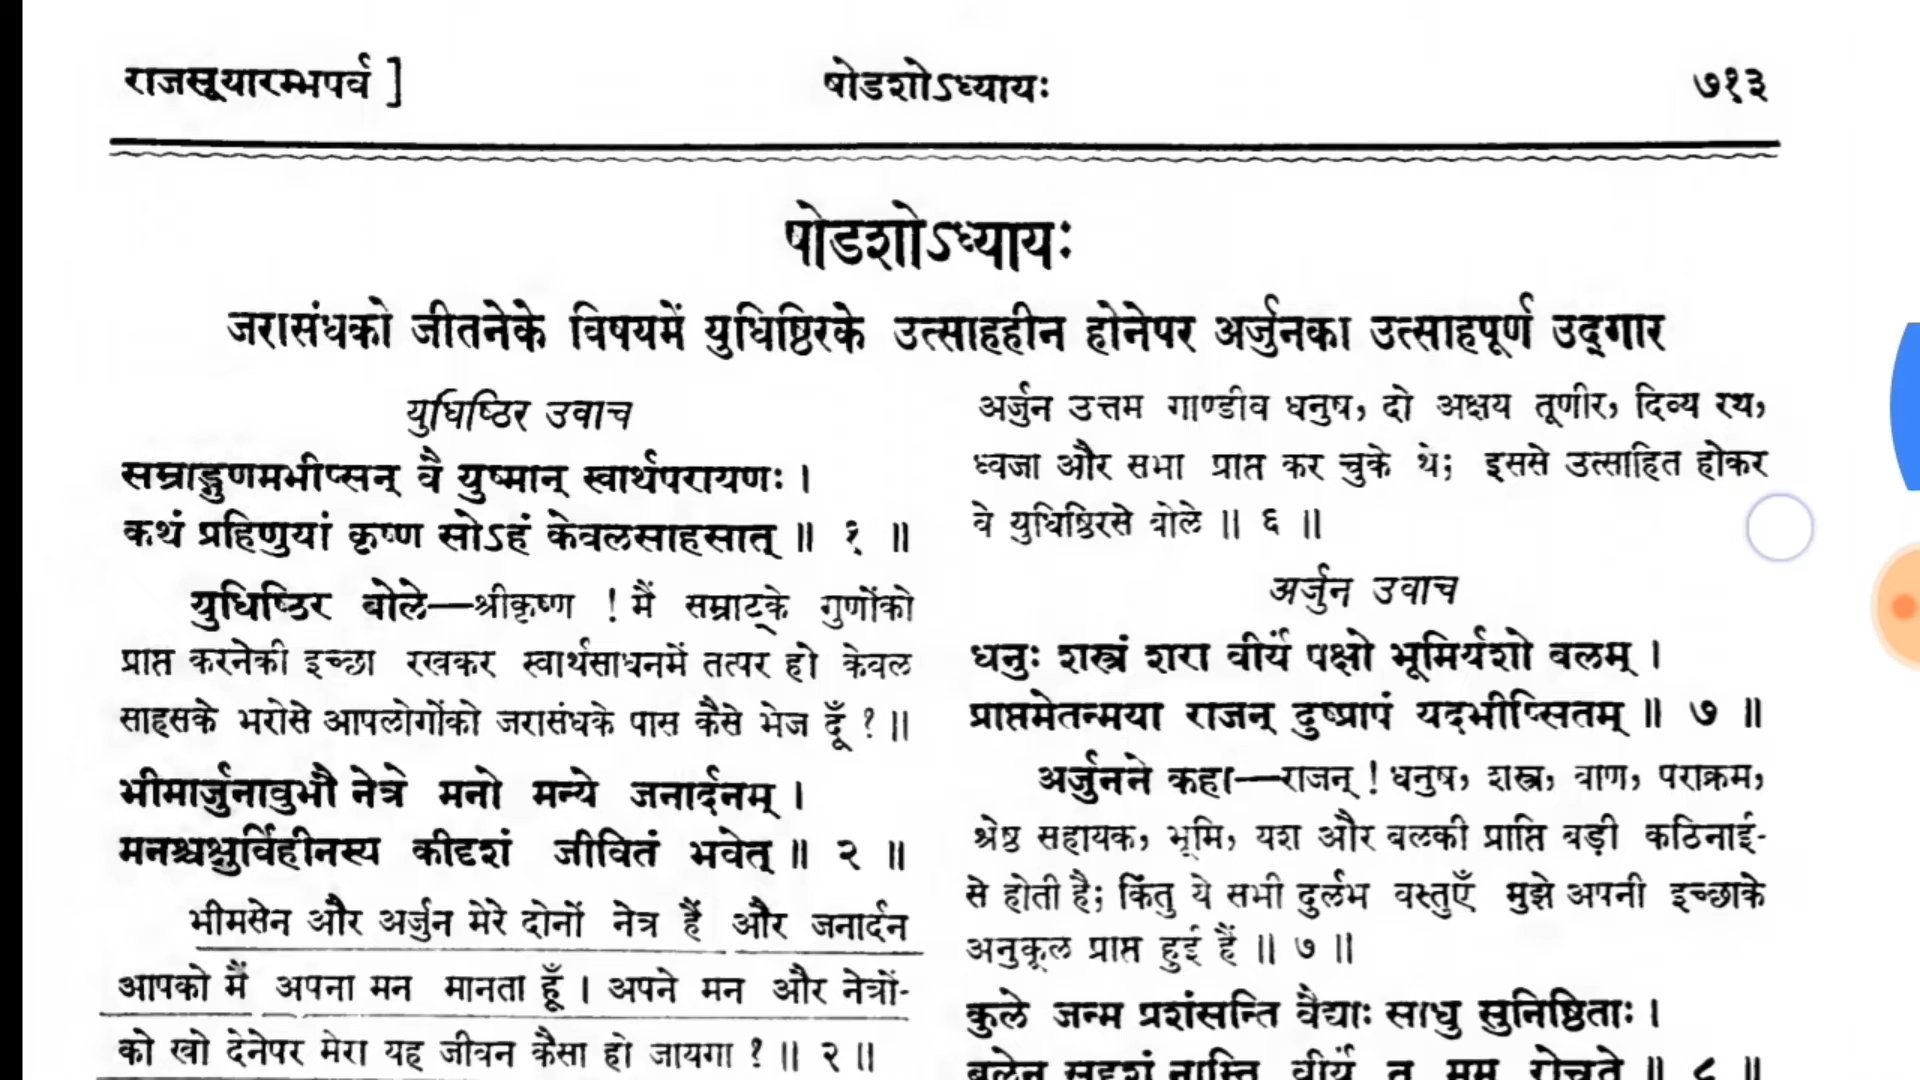 राजसूयारम्भपर्व ]
षोडशोऽध्यायः
७१३
षोडशोऽध्यायः
जरासंधको जीतनेके विषयमें युधिष्ठिरके उत्साहहीन होनेपर अर्जुनका उत्साहपूर्ण उद्‌गार
युधिष्ठिर उवाच
सम्राड्गुणमभीप्सन् वै युष्मान् स्वार्थपरायणः ।
कथं प्रहिणुयां कृष्ण सोऽहं केवलसाहसात् ॥ १ ॥
युधिष्ठिर बोले—श्रीकृष्ण ! मैं सम्राट्‌के गुणोंको
प्राप्त करनेकी इच्छा रखकर स्वार्थसाधनमें तत्पर हो केवल
साहसके भरोसे आपलोगोंको जरासंधके पास कैसे भेज दूँ ? ॥
भीमार्जुनावुभौ नेत्रे मनो मन्ये जनार्दनम् ।
मनश्चक्षुर्विहीनस्य कीदृशं जीवितं भवेत् ॥ २ ॥
भीमसेन और अर्जुन मेरे दोनों नेत्र हैं और जनार्दन
आपको मैं अपना मन मानता हूँ । अपने मन और नेत्रों-
को खो देनेपर मेरा यह जीवन कैसा हो जायगा ? ॥ २ ॥
अर्जुन उत्तम गाण्डीव धनुष, दो अक्षय तूणीर, दिव्य रथ,
ध्वजा और सभा प्राप्त कर चुके थे; इससे उत्साहित होकर
वे युधिष्ठिरसे बोले ॥ ६ ॥
अर्जुन उवाच
धनुः शस्त्रं शरा वीर्यं पक्षो भूमिर्यशो बलम् ।
प्राप्तमेतन्मया राजन् दुष्प्रापं यदभीप्सितम् ॥ ७ ॥
अर्जुनने कहा—राजन् ! धनुष, शस्त्र, बाण, पराक्रम,
श्रेष्ठ सहायक, भूमि, यश और बलकी प्राप्ति बड़ी कठिनाई-
से होती है; किंतु ये सभी दुर्लभ वस्तुएँ मुझे अपनी इच्छाके
अनुकूल प्राप्त हुई हैं ॥ ७ ॥
कुले जन्म प्रशंसन्ति वैद्याः साधु सुनिष्ठिताः ।
बलेन सदृशं नास्ति वीर्यं तु मम रोचते ॥ ८ ॥